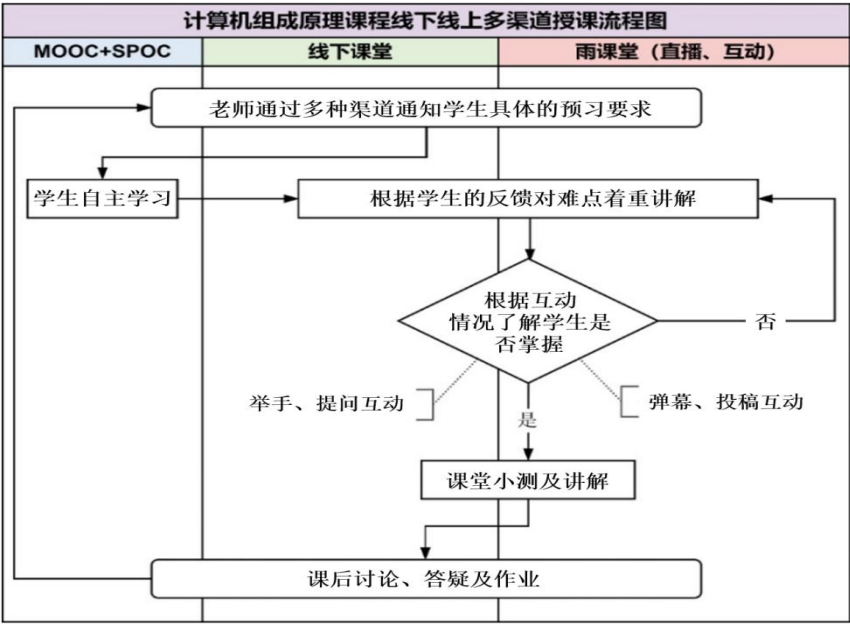 计算机组成原理课程线下线上多渠道授课流程图
MOOC+SPOC
线下课堂
雨课堂（直播、互动）
老师通过多种渠道通知学生具体的预习要求
学生自主学习
根据学生的反馈对难点着重讲解
根据互动
情况了解学生是
否掌握
否
举手、提问互动
弹幕、投稿互动
是
课堂小测及讲解
课后讨论、答疑及作业